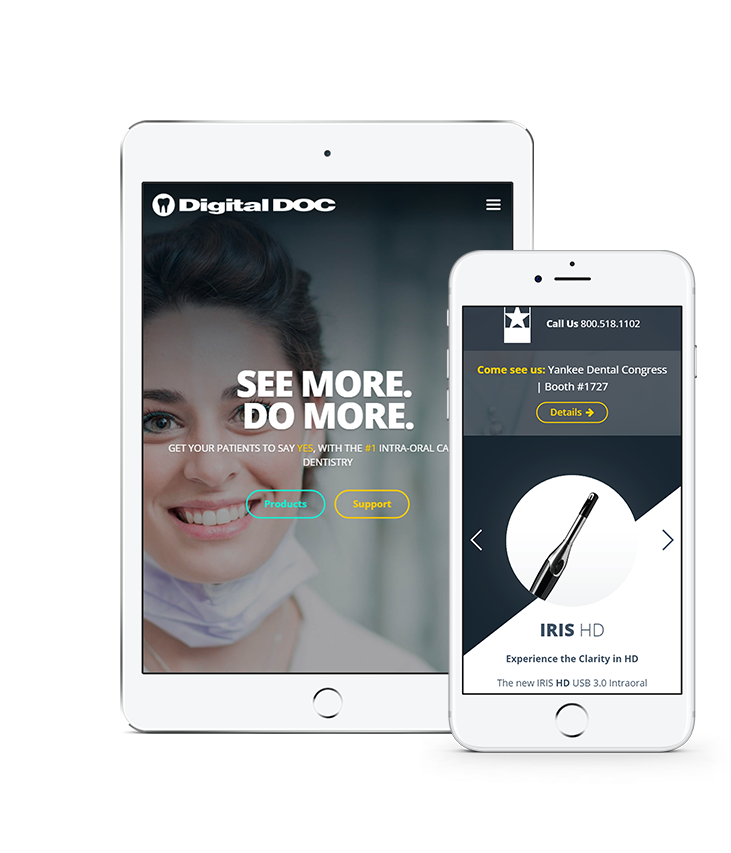 Digital DOC
SEE MORE.
DO MORE.
GET YOUR PATIENTS TO SAY YES, WITH THE #1 INTRA-ORAL
DENTISTRY
Products
Support
Call Us 800.518.1102
Come see us: Yankee Dental Congress
| Booth #1727
Details
IRIS HD
Experience the Clarity in HD
The new IRIS HD USB 3.0 Intraoral